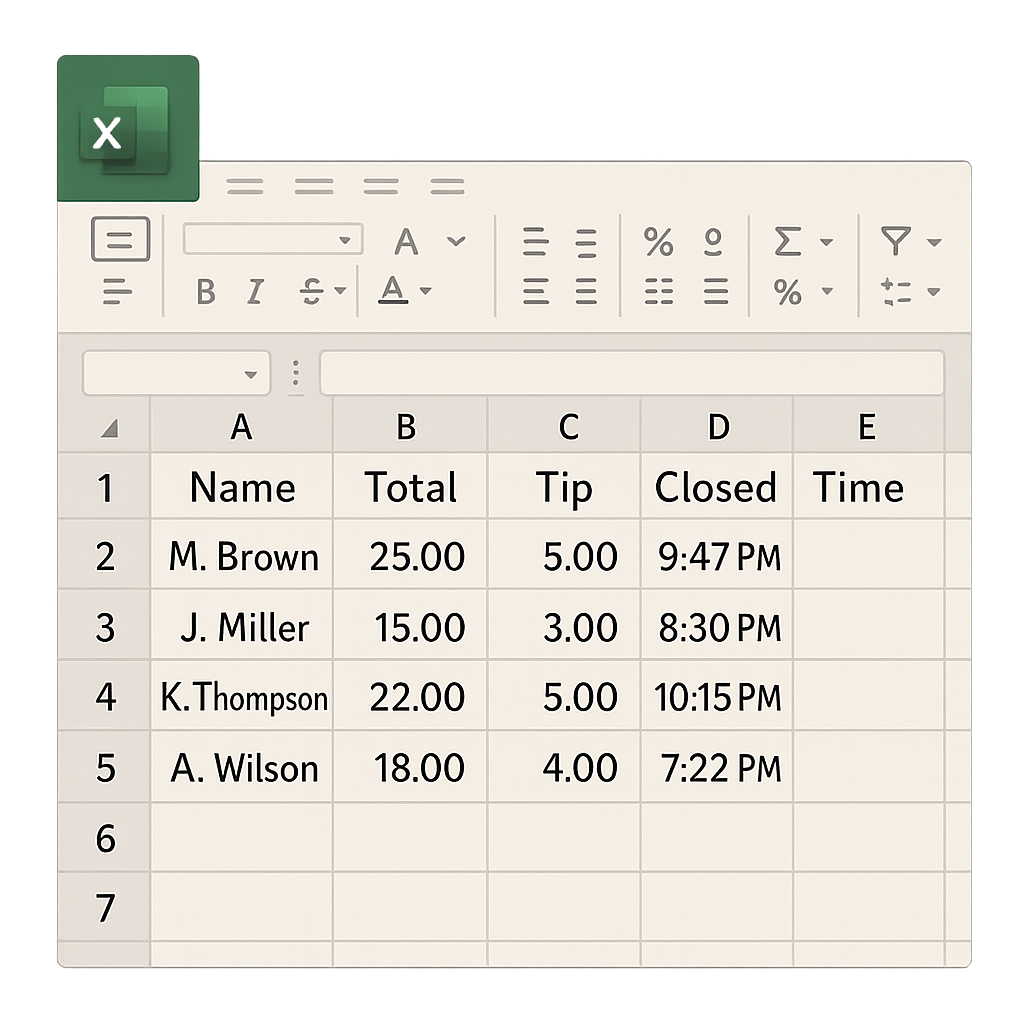 X
A
B I S A
% o Σ
%
A B C D E
1 Name Total Tip Closed Time
2 M. Brown 25.00 5.00 9:47 PM
3 J. Miller 15.00 3.00 8:30 PM
4 K.Thompson 22.00 5.00 10:15 PM
5 A. Wilson 18.00 4.00 7:22 PM
6
7